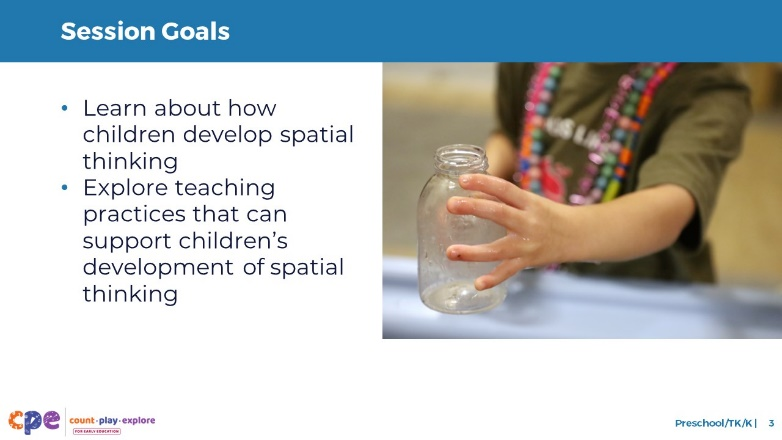 Session Goals
• Learn about how
children develop spatial
thinking
• Explore teaching
practices that can
support children's
development of spatial
thinking
cpe
count·play·explore
FOR EARLY EDUCATION
Preschool/TK/K | 3